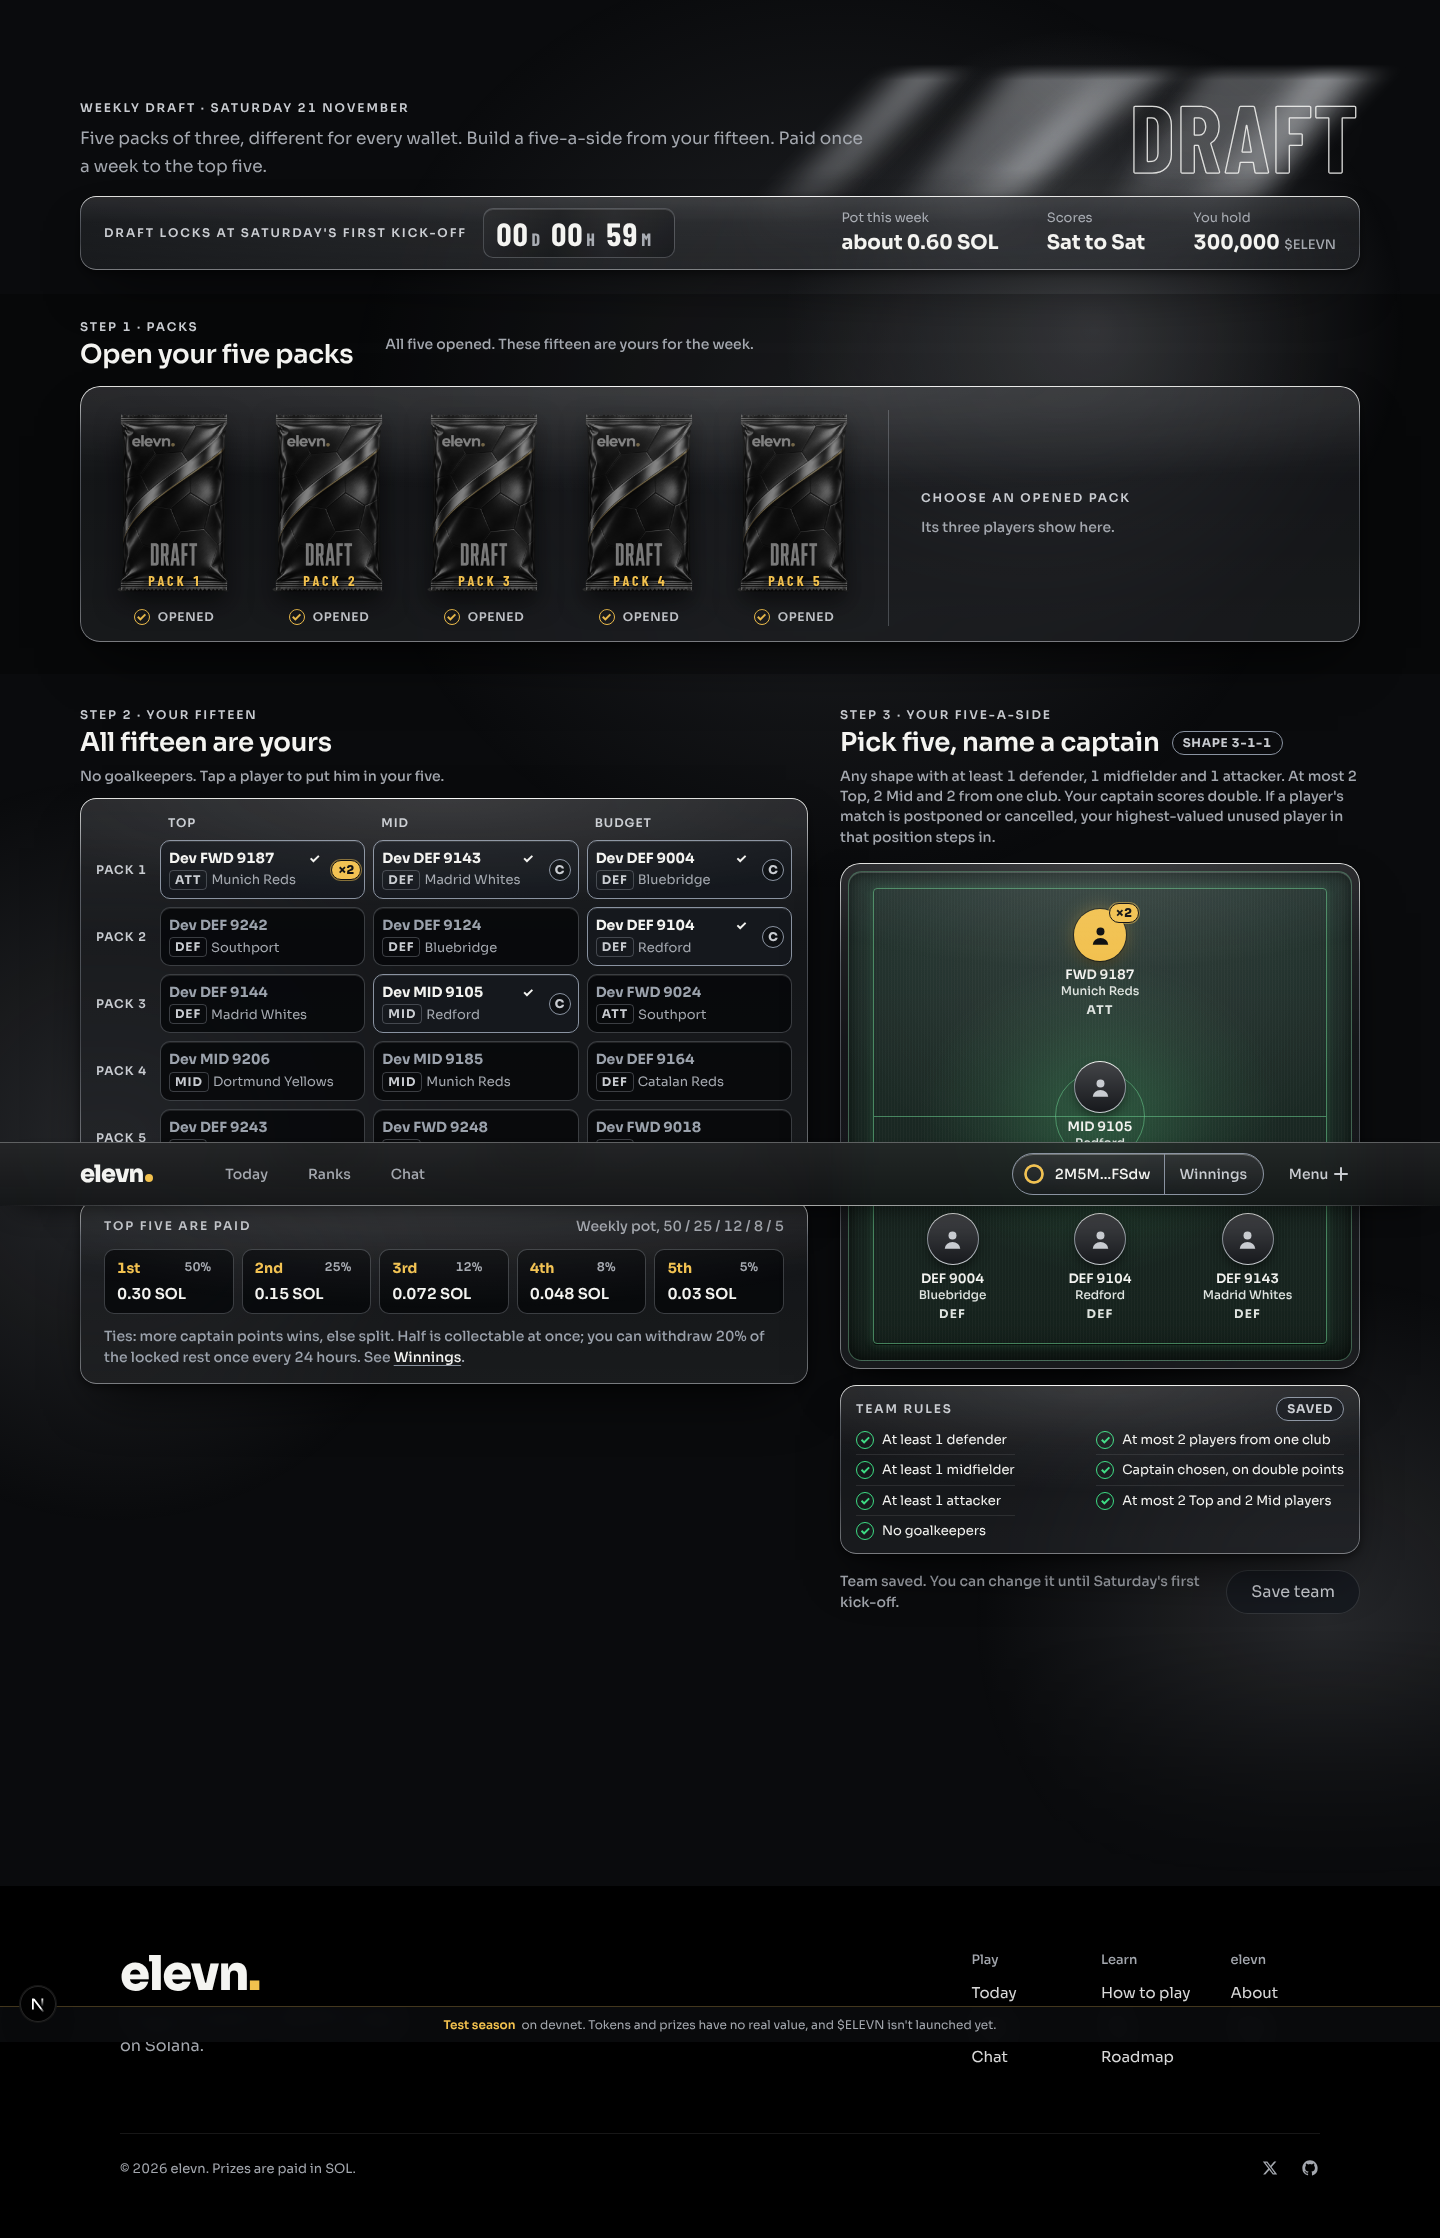 WEEKLY DRAFT · SATURDAY 21 NOVEMBER
Five packs of three, different for every wallet. Build a five-a-side from your fifteen. Paid once
a week to the top five.
DRAFT
DRAFT LOCKS AT SATURDAY'S FIRST KICK-OFF
00 D 00 H 59 M
Pot this week
about 0.60 SOL
Scores
Sat to Sat
You hold
300,000 $ELEVN
STEP 1 · PACKS
Open your five packs
All five opened. These fifteen are yours for the week.
elevn. elevn. elevn. elevn. elevn.
DRAFT DRAFT DRAFT DRAFT DRAFT
PACK 1 PACK 2 PACK 3 PACK 4 PACK 5
OPENED OPENED OPENED OPENED OPENED
CHOOSE AN OPENED PACK
Its three players show here.
STEP 2 · YOUR FIFTEEN
All fifteen are yours
No goalkeepers. Tap a player to put him in your five.
TOP MID BUDGET
PACK 1
Dev FWD 9187
ATT Munich Reds
×2
Dev DEF 9143
DEF Madrid Whites
C
Dev DEF 9004
DEF Bluebridge
C
PACK 2
Dev DEF 9242
DEF Southport
Dev DEF 9124
DEF Bluebridge
Dev DEF 9104
DEF Redford
C
PACK 3
Dev DEF 9144
DEF Madrid Whites
Dev MID 9105
MID Redford
C
Dev FWD 9024
ATT Southport
PACK 4
Dev MID 9206
MID Dortmund Yellows
Dev MID 9185
MID Munich Reds
Dev DEF 9164
DEF Catalan Reds
PACK 5
Dev DEF 9243
Dev FWD 9248
Dev FWD 9018
STEP 3 · YOUR FIVE-A-SIDE
Pick five, name a captain
SHAPE 3-1-1
Any shape with at least 1 defender, 1 midfielder and 1 attacker. At most 2
Top, 2 Mid and 2 from one club. Your captain scores double. If a player's
match is postponed or cancelled, your highest-valued unused player in
that position steps in.
×2
FWD 9187
Munich Reds
ATT
MID 9105
Redford
elevn.
Today
Ranks
Chat
2M5M...FSdw
Winnings
Menu
TOP FIVE ARE PAID
Weekly pot, 50 / 25 / 12 / 8 / 5
1st 50%
0.30 SOL
2nd 25%
0.15 SOL
3rd 12%
0.072 SOL
4th 8%
0.048 SOL
5th 5%
0.03 SOL
Ties: more captain points wins, else split. Half is collectable at once; you can withdraw 20% of
the locked rest once every 24 hours. See Winnings.
DEF 9004
Bluebridge
DEF
DEF 9104
Redford
DEF
DEF 9143
Madrid Whites
DEF
TEAM RULES
SAVED
At least 1 defender
At least 1 midfielder
At least 1 attacker
No goalkeepers
At most 2 players from one club
Captain chosen, on double points
At most 2 Top and 2 Mid players
Team saved. You can change it until Saturday's first
kick-off.
Save team
elevn.
on Solana.
Play
Today
Chat
Learn
How to play
Roadmap
elevn
About
N
Test season on devnet. Tokens and prizes have no real value, and $ELEVN isn't launched yet.
© 2026 elevn. Prizes are paid in SOL.